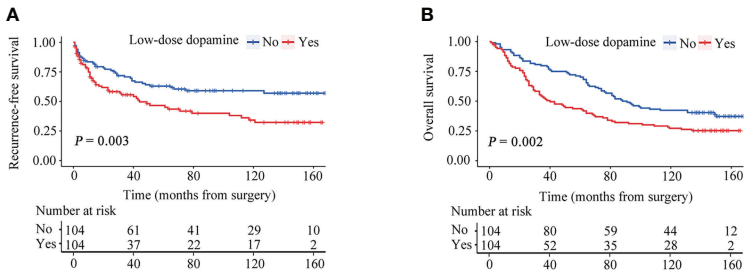 A
Low-dose dopamine No Yes
Recurrence-free survival
1.00
0.75
0.50
0.25
0.00
P = 0.003
0 40 80 120 160
Time (months from surgery)
Number at risk
No 104 61 41 29 10
Yes 104 37 22 17 2
0 40 80 120 160
B
Low-dose dopamine No Yes
Overall survival
1.00
0.75
0.50
0.25
0.00
P = 0.002
0 40 80 120 160
Time (months from surgery)
Number at risk
No 104 80 59 44 12
Yes 104 52 35 28 2
0 40 80 120 160